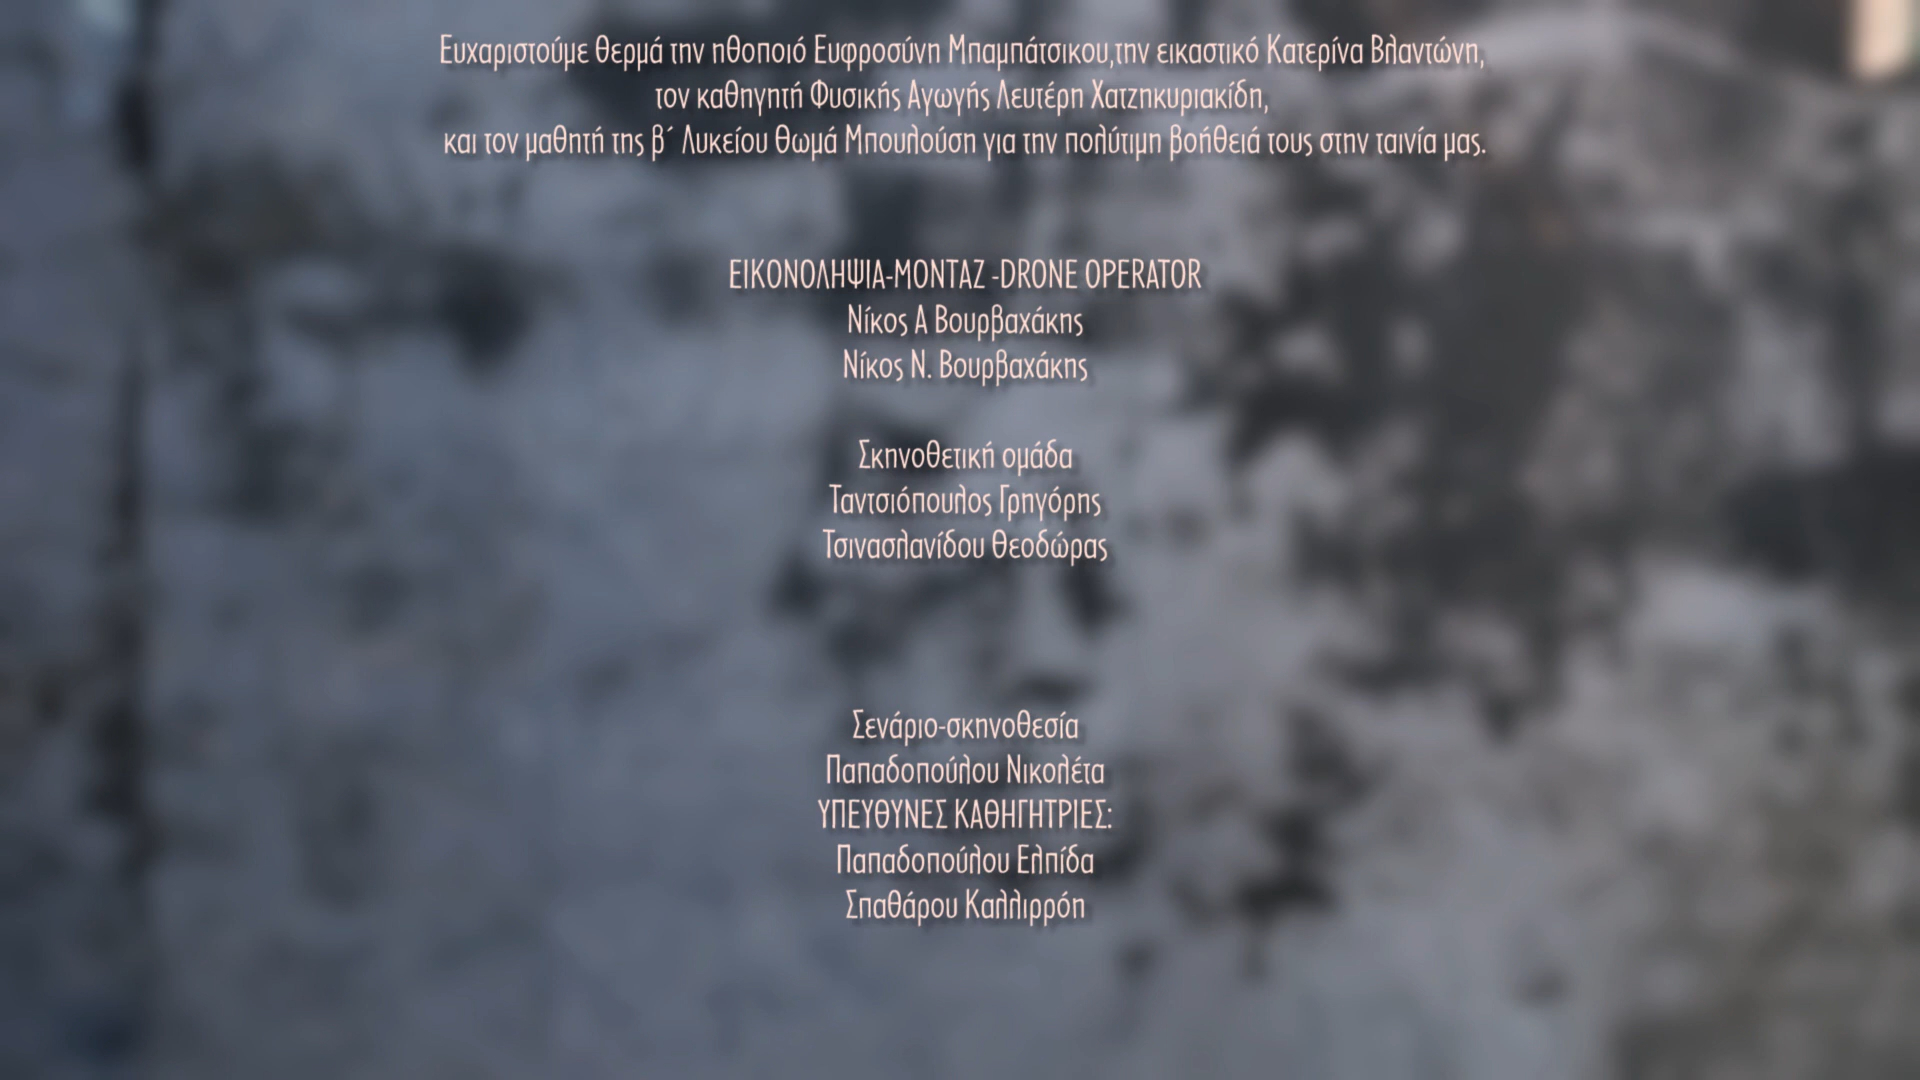 Ευχαριστούμε θερμά την ηθοποιό Ευφροσύνη Μπαμπάτσικου,την εικαστικό Κατερίνα Βλαντώνη,
τον καθηγητή Φυσικής Αγωγής Λευτέρη Χατζηκυριακίδη,
και τον μαθητή της β΄ Λυκείου Θωμά Μπουλούση για την πολύτιμη βοήθειά τους στην ταινία μας.
ΕΙΚΟΝΟΛΗΨΙΑ-ΜΟΝΤΑΖ -DRONE OPERATOR
Νίκος Α Βουρβαχάκης
Νίκος Ν. Βουρβαχάκης
Σκηνοθετική ομάδα
Ταντσιόπουλος Γρηγόρης
Τσινασλανίδου Θεοδώρας
Σενάριο-σκηνοθεσία
Παπαδοπούλου Νικολέτα
ΥΠΕΥΘΥΝΕΣ ΚΑΘΗΓΗΤΡΙΕΣ:
Παπαδοπούλου Ελπίδα
Σπαθάρου Καλλιρρόη